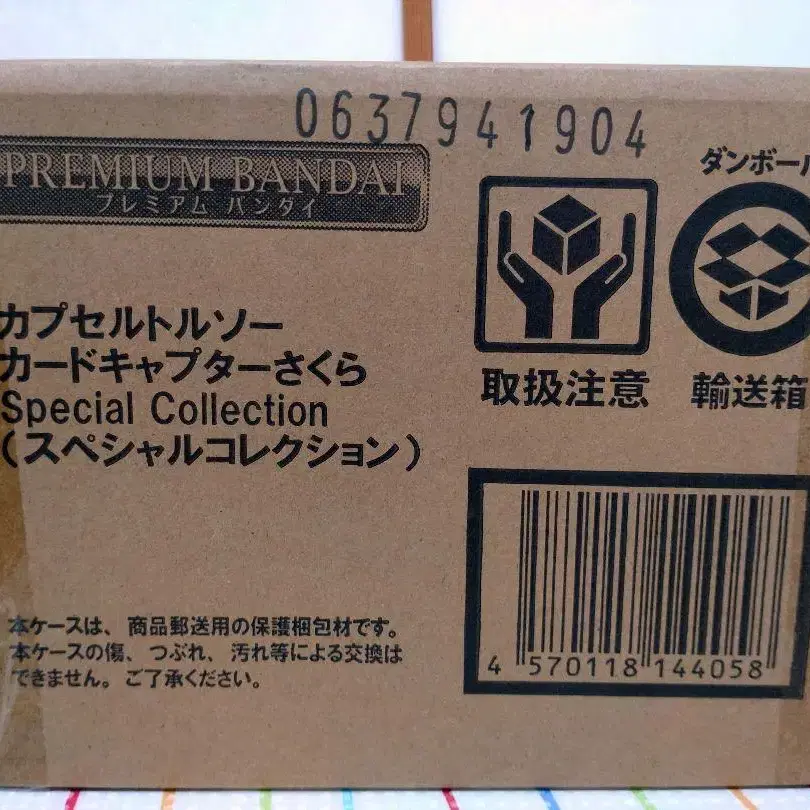 0637941904
PREMIUM BANDAI
プレミアム バンダイ
ダンボール
取扱注意
輸送箱
カプセルトルソー
カードキャプターさくら
Special Collection
(スペシャルコレクション)
本ケースは、商品郵送用の保護梱包材です。
本ケースの傷、つぶれ、汚れ等による交換は
できません。ご了承ください。
4 570118 144058